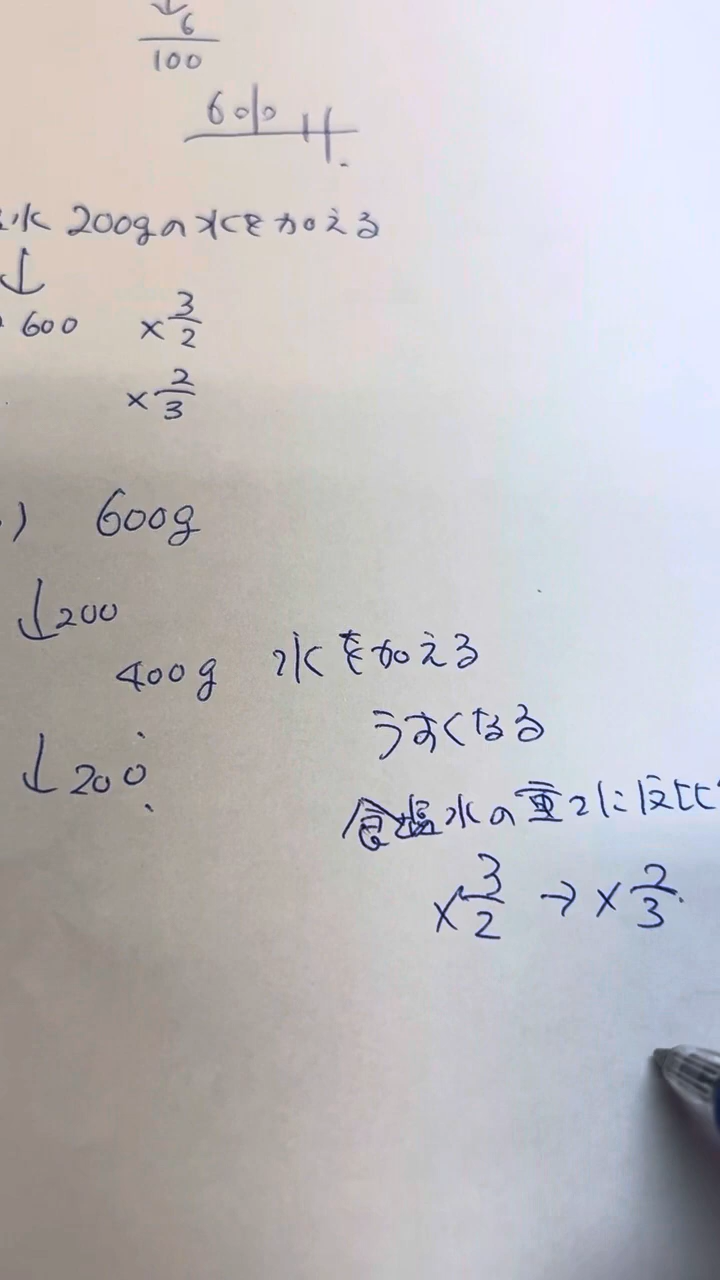 6
100
6%
水 200gの水を加える
↓
600 ×3/2
×2/3
) 600g
↓200
400g 水を加える
うすくなる
↓200
食塩水の重さに反比
×3/2 → ×2/3